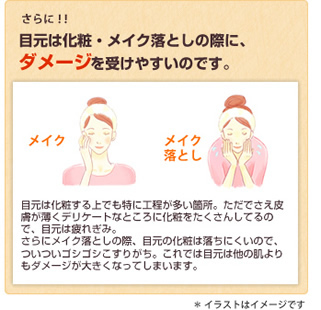 さらに!!
目元は化粧・メイク落としの際に、
ダメージを受けやすいのです。
メイク
メイク
落とし
目元は化粧する上でも特に工程が多い箇所。ただでさえ皮
膚が薄くデリケートなところに化粧をたくさんしてるの
で、目元は疲れぎみ。
さらにメイク落としの際、目元の化粧は落ちにくいので、
ついついゴシゴシこすりがち。これでは目元は他の肌より
もダメージが大きくなってしまいます。
＊ イラストはイメージです